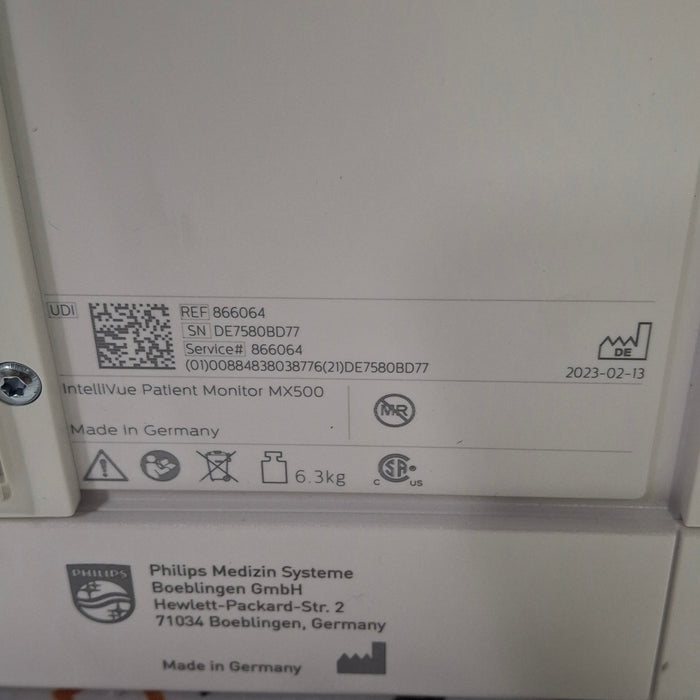 UDI
REF 866064
SN DE7580BD77
Service# 866064
(01)00884838038776(21)DE7580BD77
DE
2023-02-13
IntelliVue Patient Monitor MX500
MR
Made in Germany
6.3kg
C SA US
PHILIPS
Philips Medizin Systeme
Boeblingen GmbH
Hewlett-Packard-Str. 2
71034 Boeblingen, Germany
Made in Germany